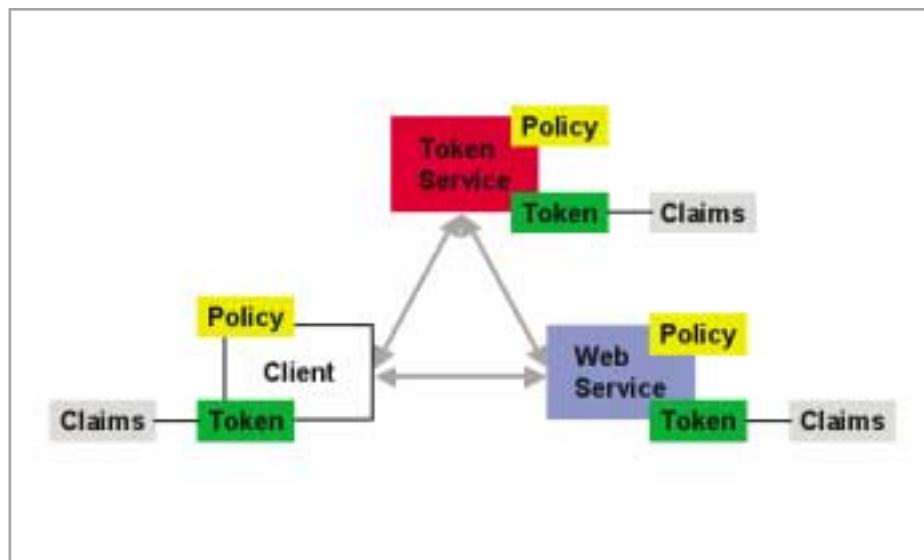 Policy
Token
Service
Token
Claims
Policy
Client
Claims
Token
Policy
Web
Service
Token
Claims